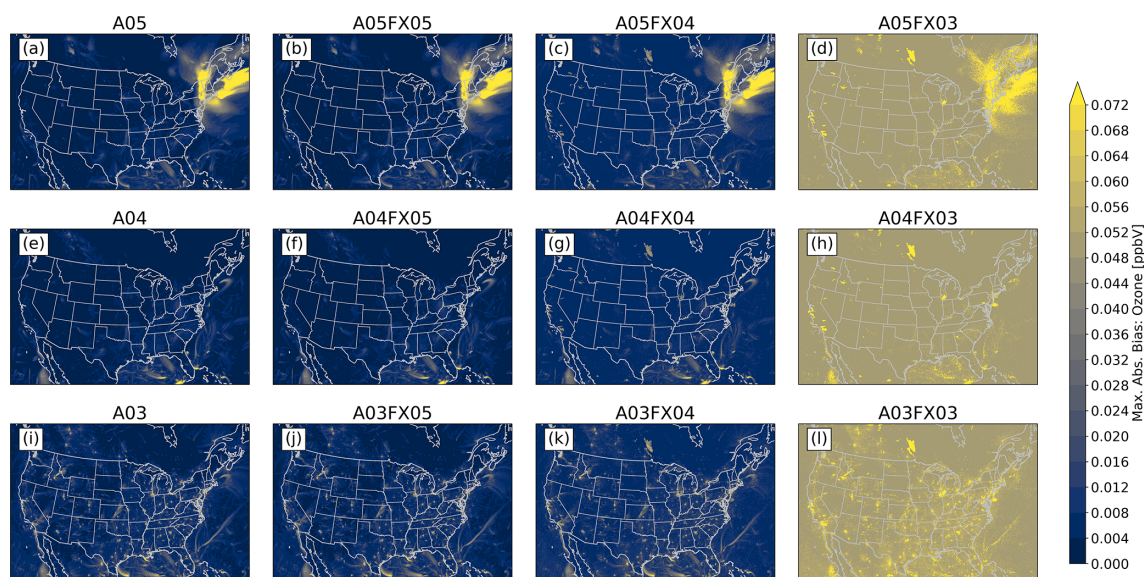 A05
A05FX05
A05FX04
A05FX03
(a)
(b)
(c)
(d)
A04
A04FX05
A04FX04
A04FX03
(e)
(f)
(g)
(h)
A03
A03FX05
A03FX04
A03FX03
(i)
(j)
(k)
(l)
0.072
0.068
0.064
0.060
0.056
0.052
0.048
0.044
0.040
0.036
0.032
0.028
0.024
0.020
0.016
0.012
0.008
0.004
0.000
Max. Abs. Bias: Ozone [ppbV]